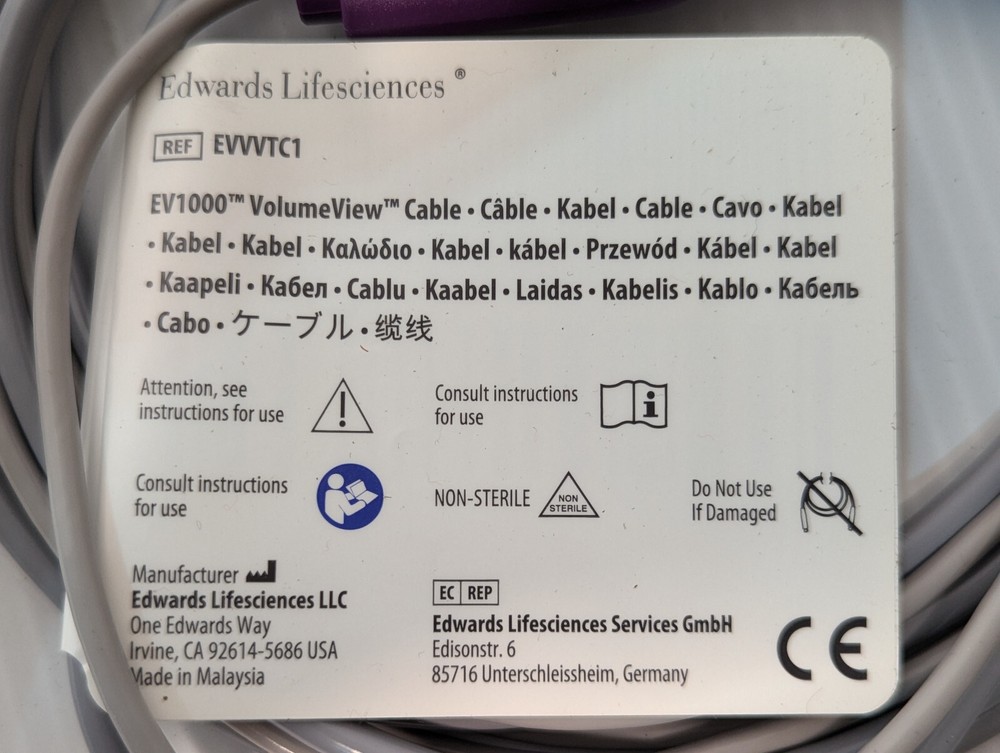 Edwards Lifesciences®
REF EVVVTC1
EV1000™ VolumeView™ Cable • Câble • Kabel • Cable • Cavo • Kabel
• Kabel • Kabel • Καλώδιο • Kabel • kábel • Przewód • Kábel • Kabel
• Kaapeli • Кабел • Cablu • Kaabel • Laidas • Kabelis • Kablo • Кабель
• Cabo • ケーブル • 缆线
Attention, see
instructions for use
Consult instructions
for use
Consult instructions
for use
NON-STERILE
NON
STERILE
Do Not Use
If Damaged
Manufacturer
Edwards Lifesciences LLC
One Edwards Way
Irvine, CA 92614-5686 USA
Made in Malaysia
EC REP
Edwards Lifesciences Services GmbH
Edisonstr. 6
85716 Unterschleissheim, Germany
CE